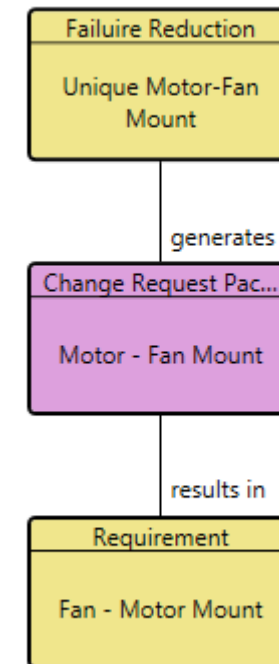 Failuire Reduction
Unique Motor-Fan
Mount
generates
Change Request Pac...
Motor - Fan Mount
results in
Requirement
Fan - Motor Mount